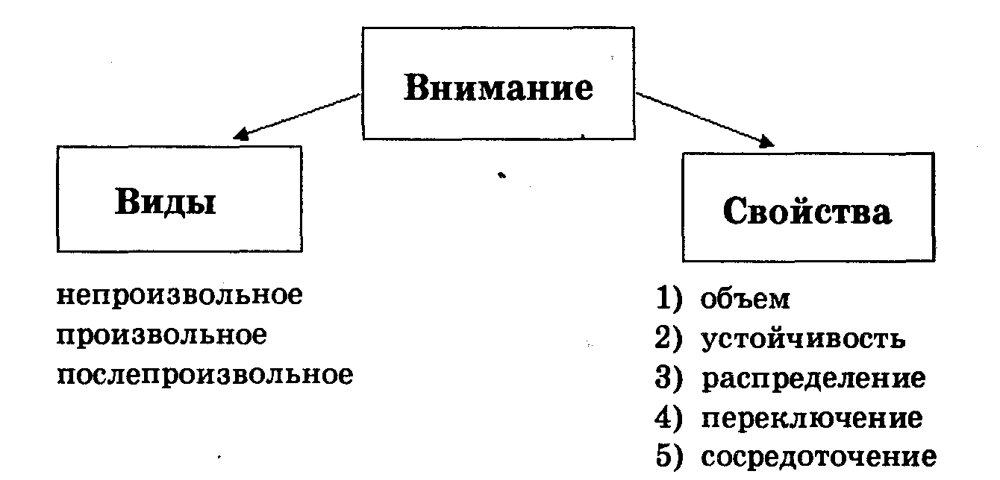 Внимание
Виды
непроизвольное
произвольное
послепроизвольное
Свойства
1) объем
2) устойчивость
3) распределение
4) переключение
5) сосредоточение